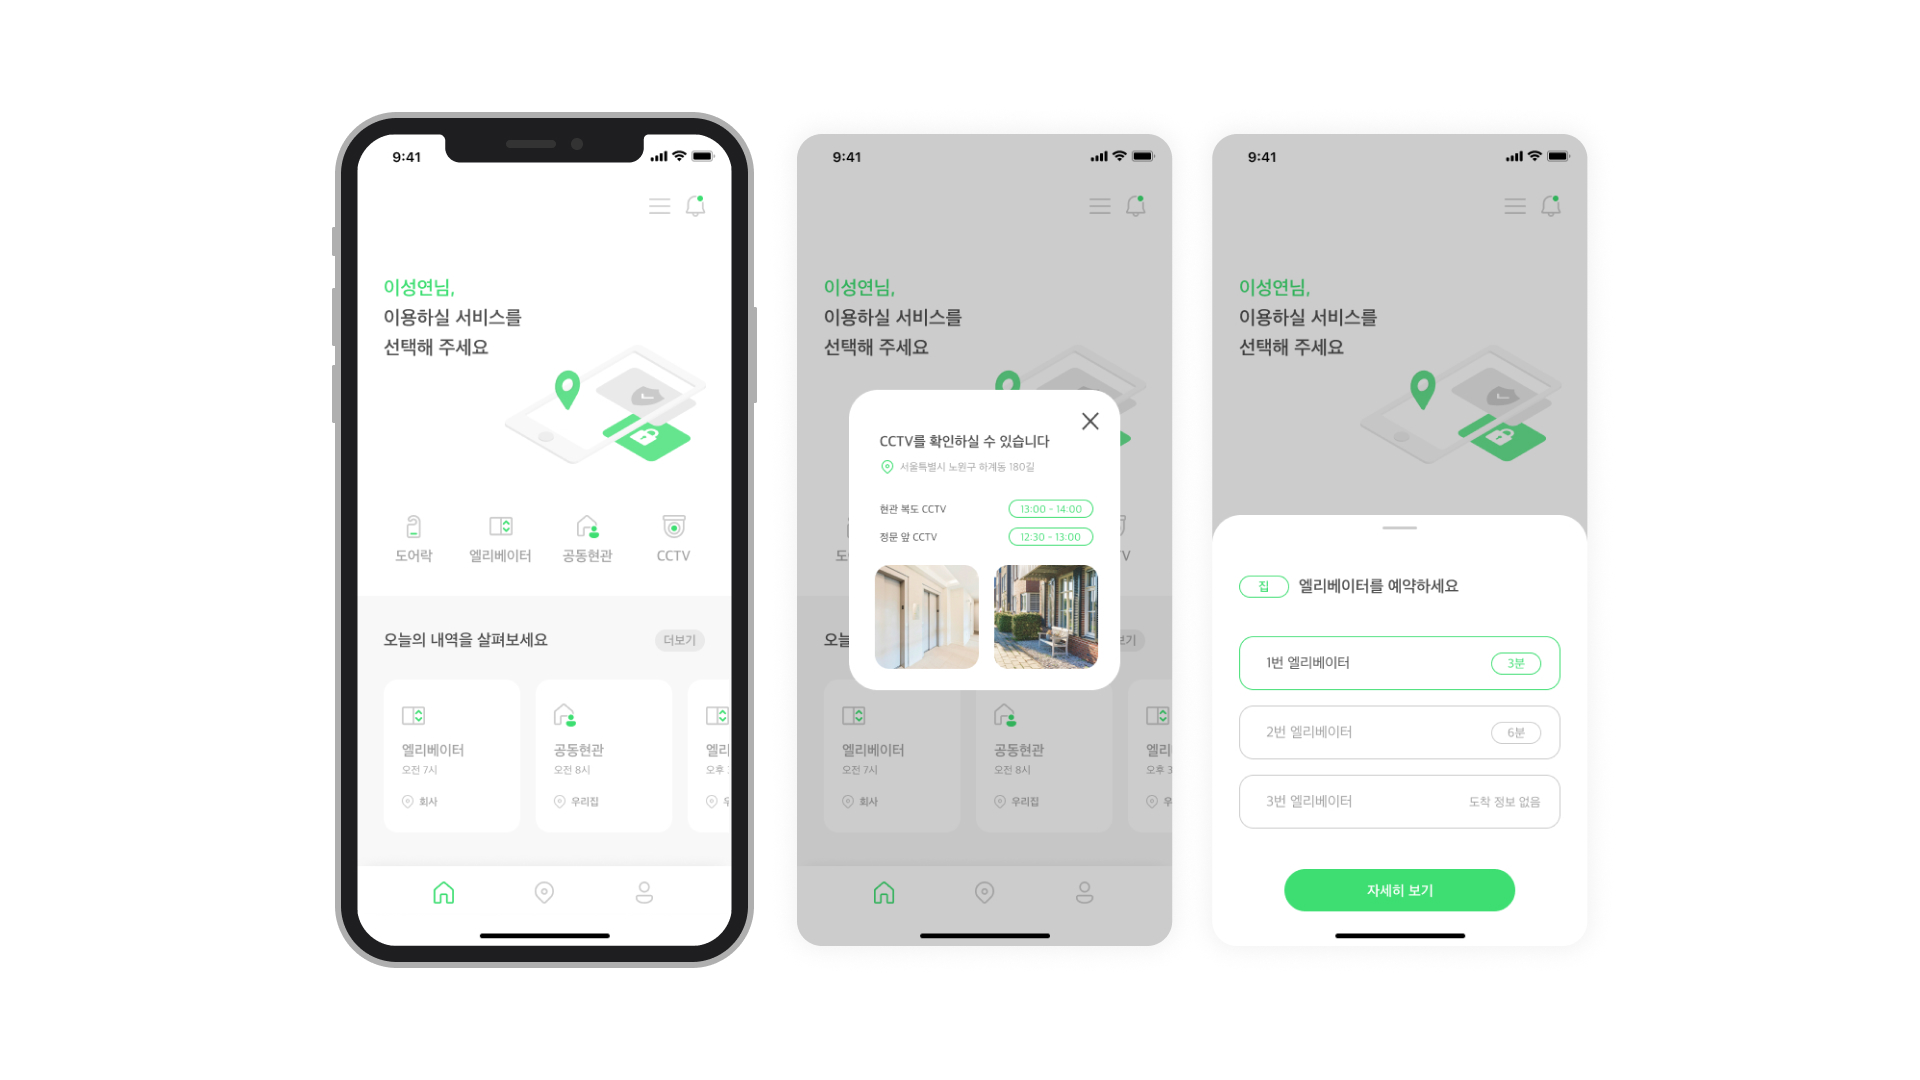 9:41
이성연님,
이용하실 서비스를
선택해 주세요
도어락
엘리베이터
공동현관
CCTV
오늘의 내역을 살펴보세요
더보기
엘리베이터
오전 7시
회사
공동현관
오전 8시
우리집
엘리
오후
9:41
이성연님,
이용하실 서비스를
선택해 주세요
CCTV를 확인하실 수 있습니다
서울특별시 노원구 하계동 180길
현관 복도 CCTV
13:00 - 14:00
정문 앞 CCTV
12:30 - 13:00
엘리베이터
오전 7시
회사
공동현관
오전 8시
우리집
엘리
오후 3
9:41
이성연님,
이용하실 서비스를
선택해 주세요
집
엘리베이터를 예약하세요
1번 엘리베이터
3분
2번 엘리베이터
6분
3번 엘리베이터
도착 정보 없음
자세히 보기